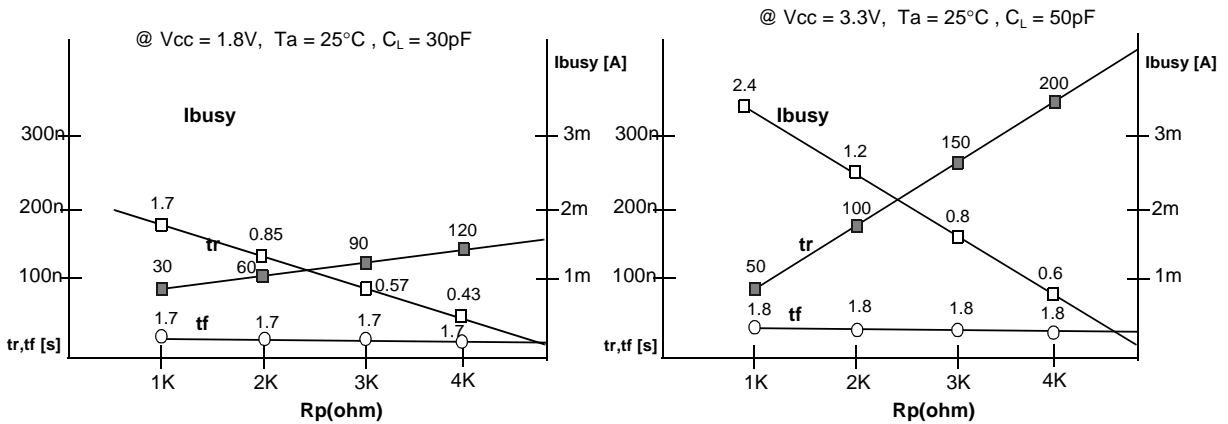 @ Vcc = 1.8V, Ta = 25°C , CL = 30pF
Ibusy [A]
Ibusy
300n
3m
200n
2m
1.7
tr
0.85
90
120
100n
1m
30
60
0.57
0.43
1.7
tf
1.7
1.7
1.7
tr,tf [s]
1K
2K
3K
4K
Rp(ohm)
@ Vcc = 3.3V, Ta = 25°C , CL = 50pF
Ibusy [A]
2.4
200
Ibusy
300n
3m
1.2
150
200n
2m
100
0.8
tr
100n
1m
50
0.6
1.8
tf
1.8
1.8
1.8
tr,tf [s]
1K
2K
3K
4K
Rp(ohm)